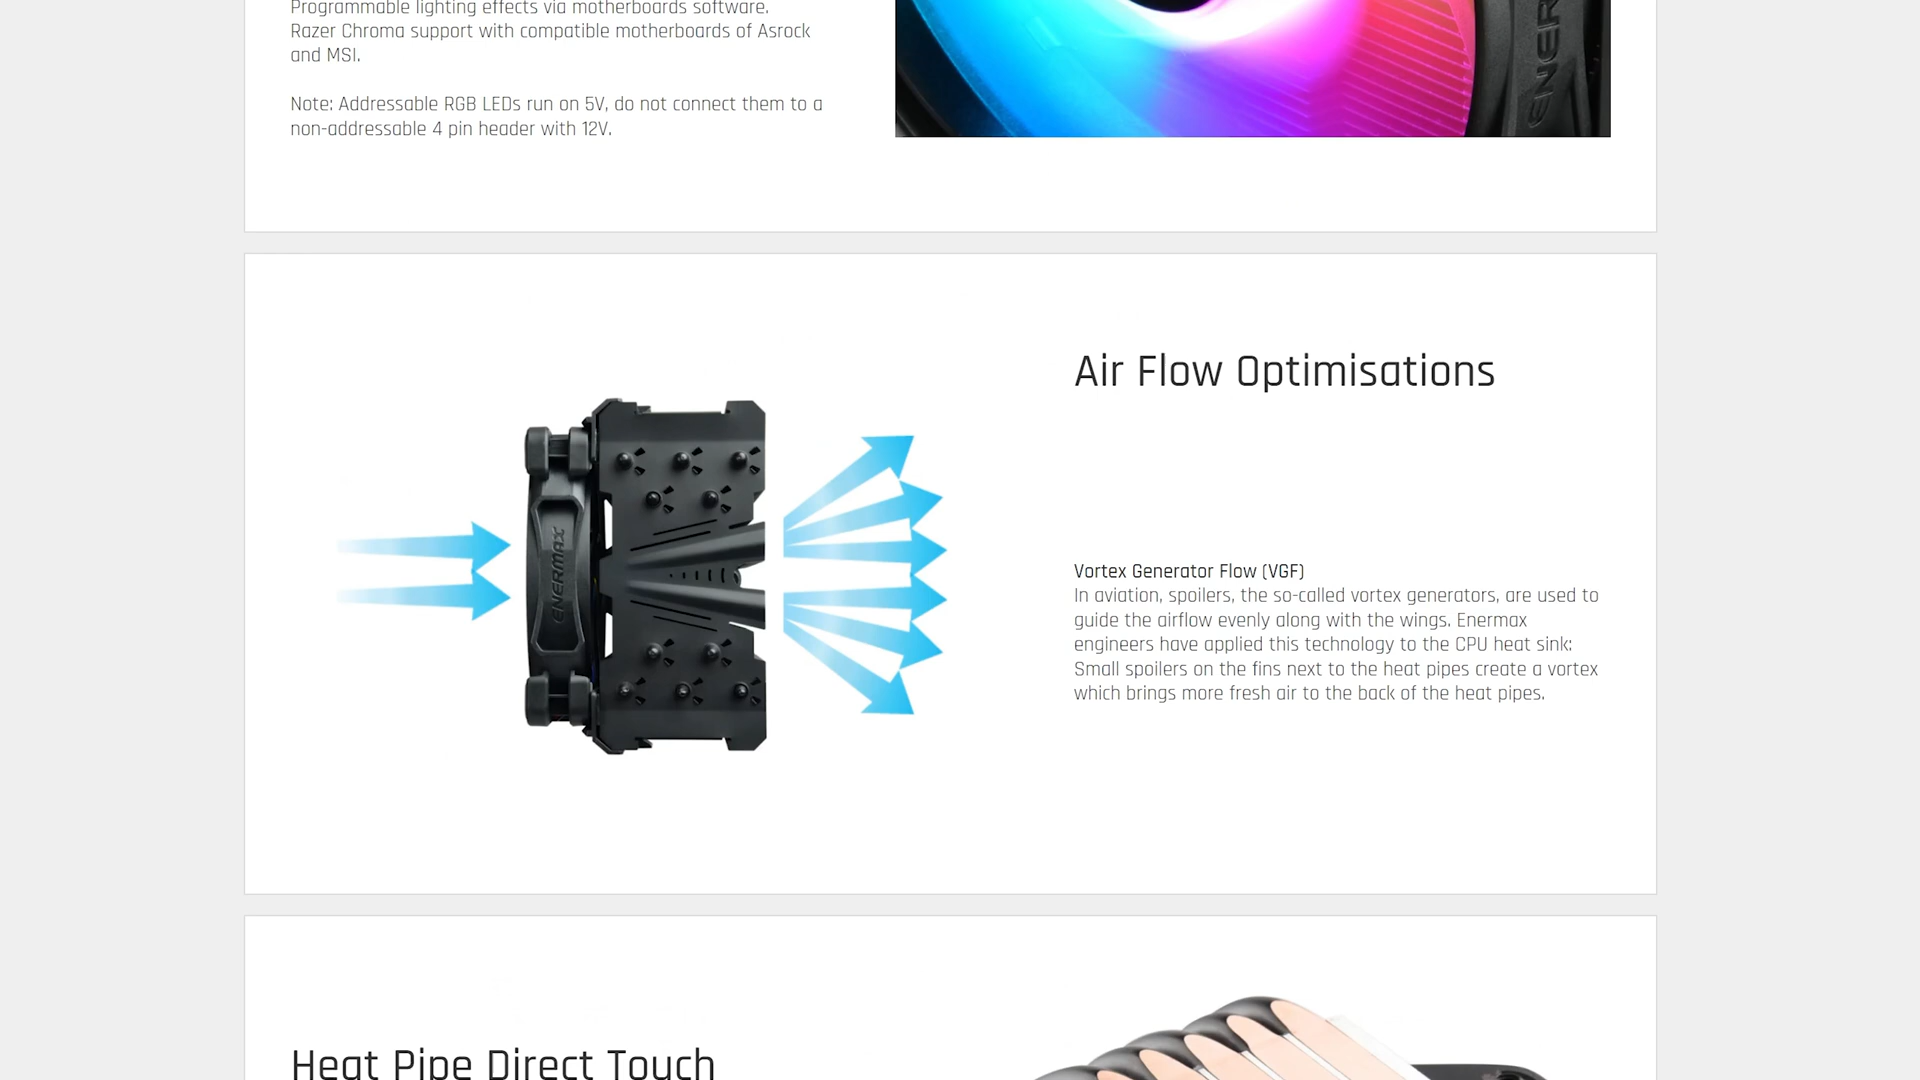 Programmable lighting effects via motherboards software.
Razer Chroma support with compatible motherboards of Asrock
and MSI.
Note: Addressable RGB LEDs run on 5V, do not connect them to a
non-addressable 4 pin header with 12V.
ENER
Air Flow Optimisations
ENERMAX
Vortex Generator Flow (VGF)
In aviation, spoilers, the so-called vortex generators, are used to
guide the airflow evenly along with the wings. Enermax
engineers have applied this technology to the CPU heat sink:
Small spoilers on the fins next to the heat pipes create a vortex
which brings more fresh air to the back of the heat pipes.
Heat Pipe Direct Touch